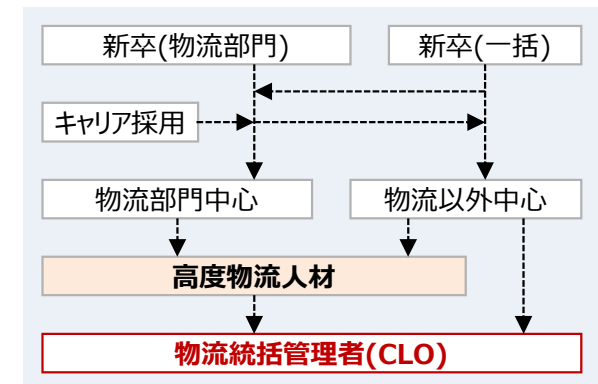 新卒(物流部門)
新卒(一括)
キャリア採用
物流部門中心
物流以外中心
高度物流人材
物流統括管理者(CLO)